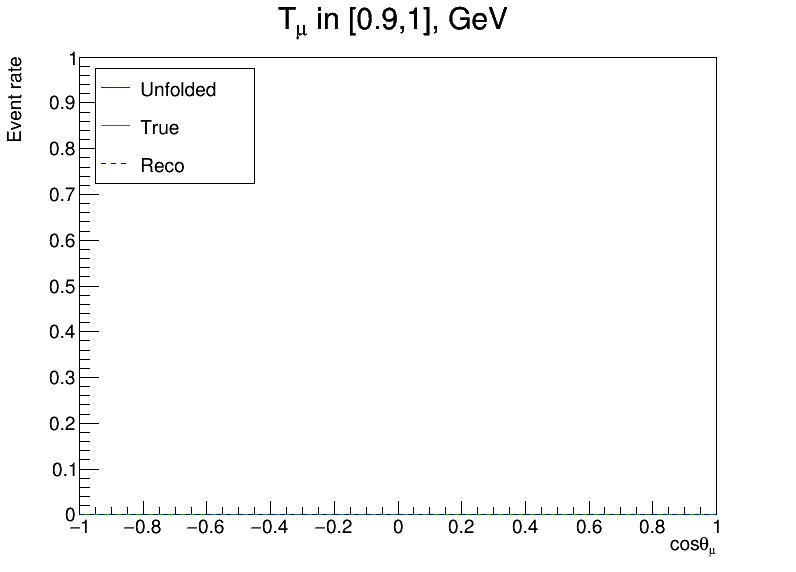 T_μ in [0.9,1], GeV
Event rate
1
0.9
0.8
0.7
0.6
0.5
0.4
0.3
0.2
0.1
0
Unfolded
True
Reco
−1 −0.8 −0.6 −0.4 −0.2 0 0.2 0.4 0.6 0.8 1
cosθ_μ